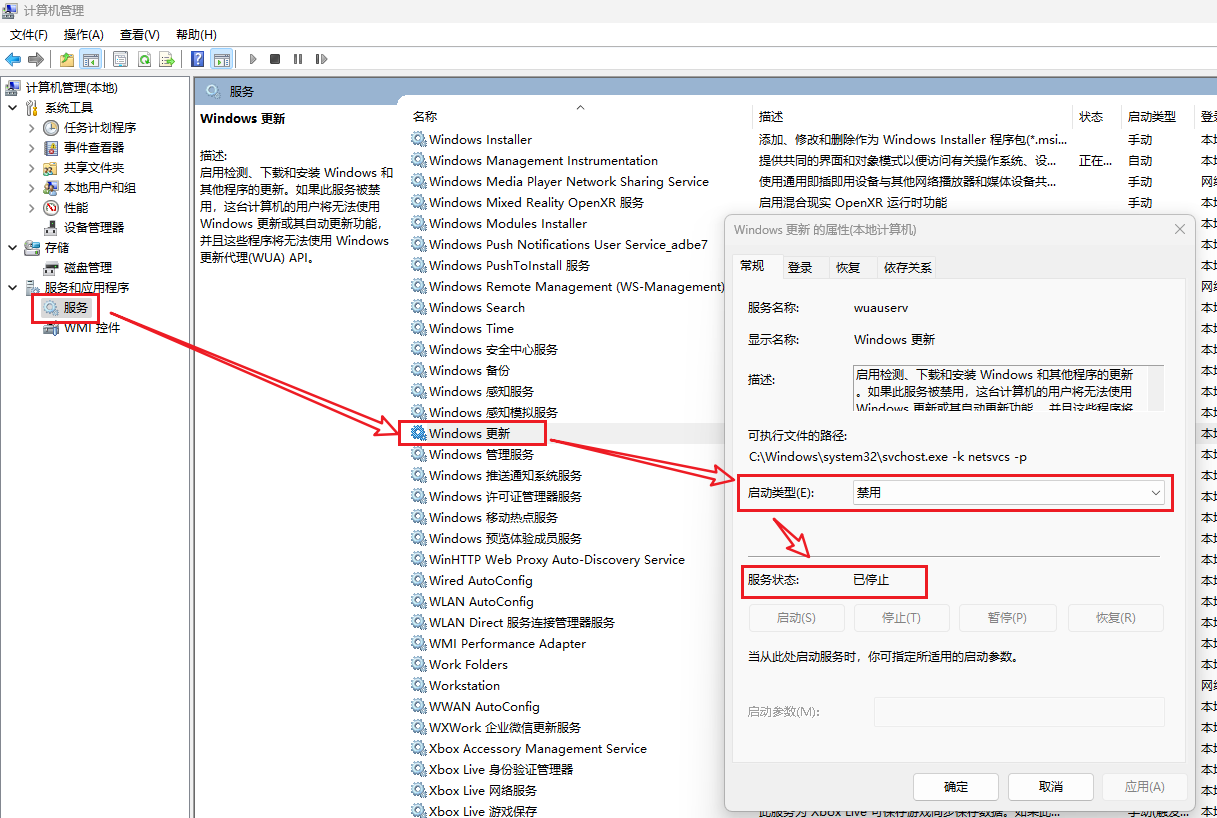 计算机管理
文件(F) 操作(A) 查看(V) 帮助(H)
计算机管理(本地)
系统工具
任务计划程序
事件查看器
共享文件夹
本地用户和组
性能
设备管理器
存储
磁盘管理
服务和应用程序
服务
WMI 控件
服务
Windows 更新
描述:
启用检测、下载和安装 Windows 和
其他程序的更新。如果此服务被禁
用，这台计算机的用户将无法使用
Windows 更新或其自动更新功能，
并且这些程序将无法使用 Windows
更新代理(WUA) API。
名称 描述 状态 启动类型 登
Windows Installer 添加、修改和删除作为 Windows Installer 程序包(*.msi... 手动 本
Windows Management Instrumentation 提供共同的界面和对象模式以便访问有关操作系统、设... 正在... 自动 本
Windows Media Player Network Sharing Service 使用通用即插即用设备与其他网络播放器和媒体设备共... 手动 网
Windows Mixed Reality OpenXR 服务 启用混合现实 OpenXR 运行时功能 手动 本
Windows Modules Installer 本
Windows Push Notifications User Service_adbe7 本
Windows PushToInstall 服务 本
Windows Remote Management (WS-Management) 网
Windows Search 本
Windows Time 本
Windows 安全中心服务 本
Windows 备份 本
Windows 感知服务 本
Windows 感知模拟服务 本
Windows 更新 本
Windows 管理服务 本
Windows 推送通知系统服务 本
Windows 许可证管理器服务 本
Windows 移动热点服务 本
Windows 预览体验成员服务 本
WinHTTP Web Proxy Auto-Discovery Service 本
Wired AutoConfig 本
WLAN AutoConfig 本
WLAN Direct 服务连接管理器服务 本
WMI Performance Adapter 本
Work Folders 本
Workstation 网
WWAN AutoConfig 本
WXWork 企业微信更新服务 本
Xbox Accessory Management Service 本
Xbox Live 身份验证管理器 本
Xbox Live 网络服务 本
Xbox Live 游戏保存 此服务为 Xbox Live 可保存游戏同步保存数据。如果此... 手动(触发... 本
Windows 更新 的属性(本地计算机)
常规 登录 恢复 依存关系
服务名称: wuauserv
显示名称: Windows 更新
描述:
启用检测、下载和安装 Windows 和其他程序的更新
。如果此服务被禁用，这台计算机的用户将无法使用
Windows 更新或其自动更新功能，并且这些程序将
可执行文件的路径:
C:\Windows\system32\svchost.exe -k netsvcs -p
启动类型(E): 禁用
服务状态: 已停止
启动(S) 停止(T) 暂停(P) 恢复(R)
当从此处启动服务时，你可指定所适用的启动参数。
启动参数(M):
确定 取消 应用(A)